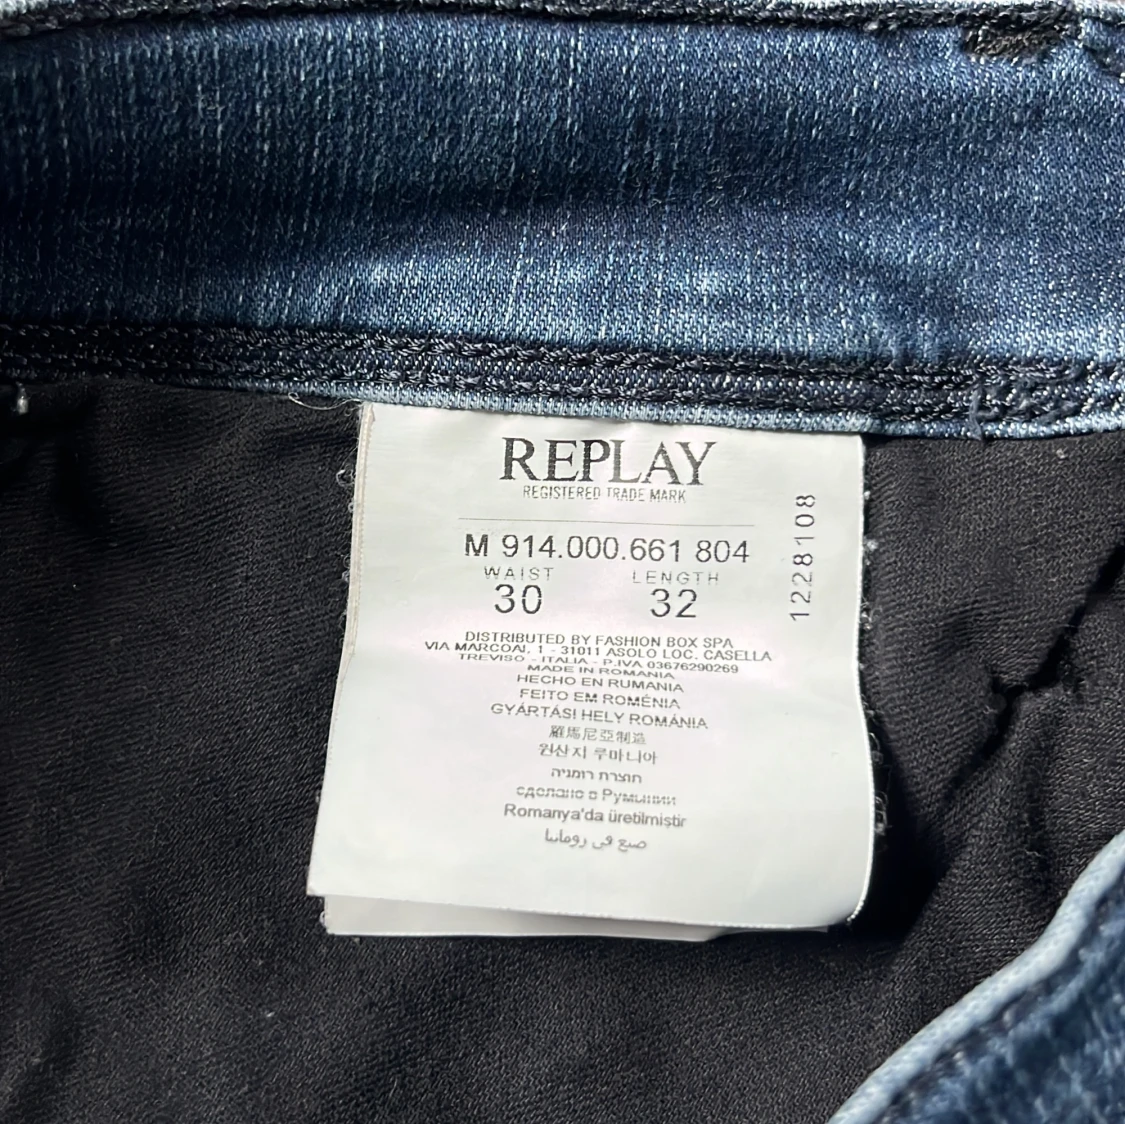 REPLAY
REGISTERED TRADE MARK
M 914.000.661 804
WAIST LENGTH
30 32
1228108
DISTRIBUTED BY FASHION BOX SPA
VIA MARCOAI, 1 - 31011 ASOLO LOC. CASELLA
TREVISO - ITALIA - P.IVA 03676290269
MADE IN ROMANIA
HECHO EN RUMANIA
FEITO EM ROMÉNIA
GYÁRTÁSI HELY ROMÁNIA
羅馬尼亞制造
원산지 루마니아
תוצרת רומניה
сделано в Румынии
Romanya'da üretilmiştir
صنع في رومانيا